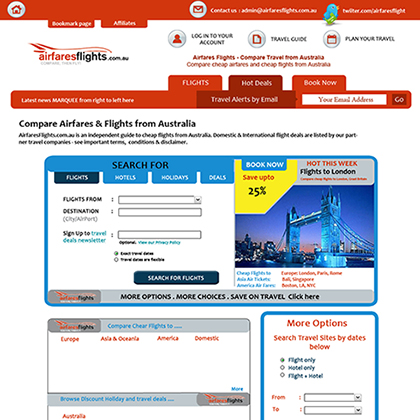 Contact us : admin@airfaresflights.com.au
twitter.com/airfaresflight
Bookmark page
Affiliates
airfaresflights.com.au
LOG IN TO YOUR ACCOUNT
TRAVEL GUIDE
PLAN YOUR TRAVEL
Airfares Flights - Compare Travel from Australia
Compare cheap airfares and cheap flights from Australia
FLIGHTS
Hot Deals
Book Now
Latest news MARQUEE from right to left here
Travel Alerts by Email
Your Email Address
GO
Compare Airfares & Flights from Australia
AirfaresFlights.com.au is an independent guide to cheap flights from Australia. Domestic & International flight deals are listed by our part-
ner travel companies - see important terms, conditions & disclaimer.
SEARCH FOR
FLIGHTS
HOTELS
HOLIDAYS
DEALS
FLIGHTS FROM :
DESTINATION :
(City/AirPort)
Sign Up to travel :
deals newsletter
Optional. View our Privacy Policy
Exact travel dates
Travel dates are flexible
SEARCH FOR FLIGHTS
BOOK NOW
Save upto
25%
HOT THIS WEEK
Flights to London
Compare cheap flights to London, Great Britain.
Cheap Flights to Europe: London, Paris, Rome
Asia Air Tickets: Bali, Singapore
America Air Fares: Boston, LA, NYC
airfaresflights
MORE OPTIONS . MORE CHOICES . SAVE ON TRAVEL Click here
airfaresflights
Compare Cheap Flights to .....
Europe
Asia & Oceania
America
Domestic
More
Browse Discount Holiday and travel deals ....
airfaresflights
Australia
More Options
Search Travel Sites by dates
below
Flight only
Hotel only
Flight + Hotel
From :
To :